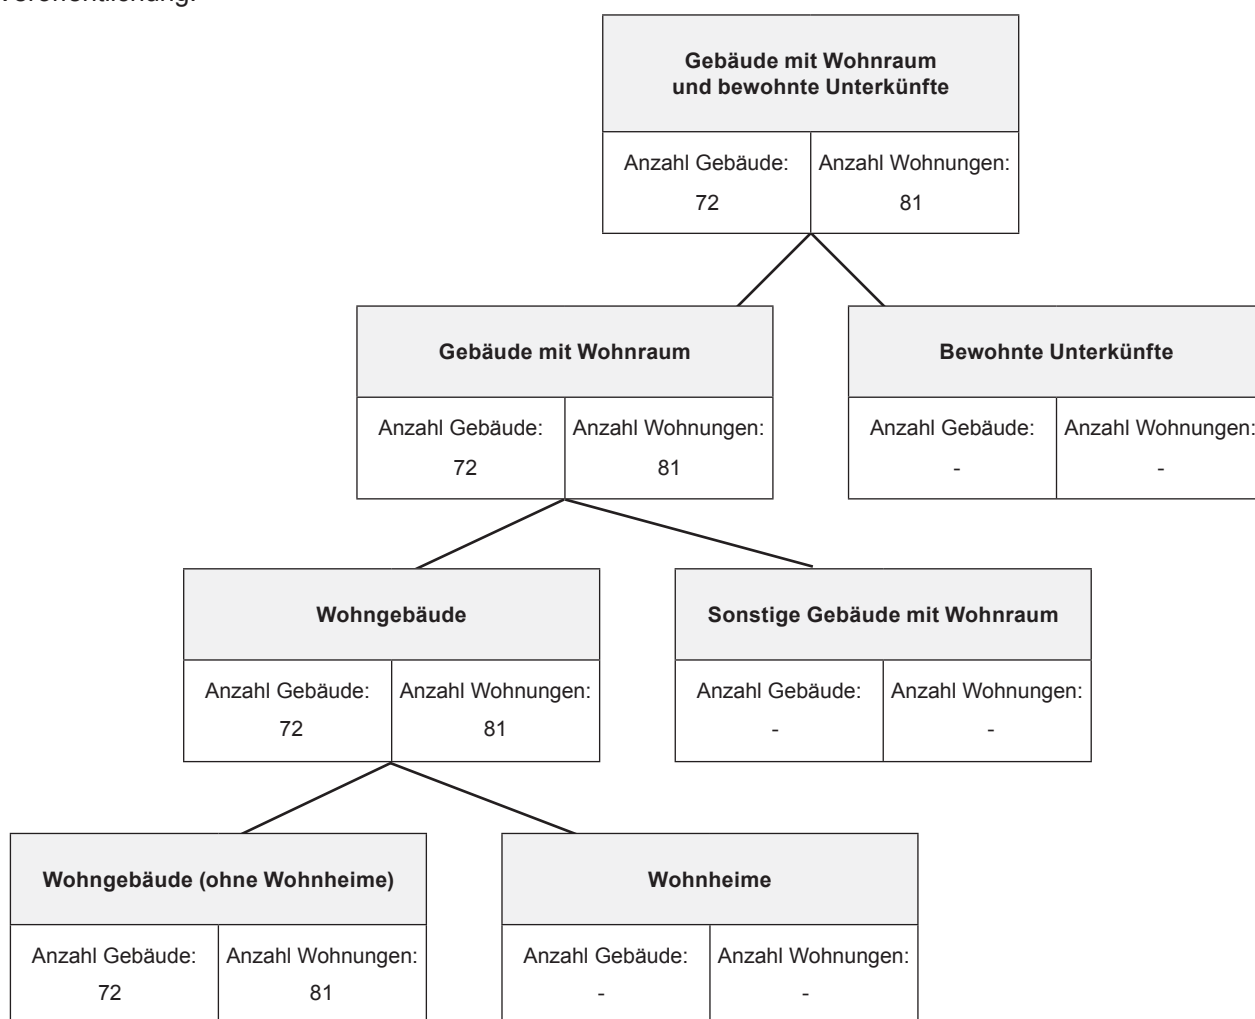 Veröffentlichung.
Gebäude mit Wohnraum
und bewohnte Unterkünfte
Anzahl Gebäude:
72
Anzahl Wohnungen:
81
Gebäude mit Wohnraum
Anzahl Gebäude:
72
Anzahl Wohnungen:
81
Bewohnte Unterkünfte
Anzahl Gebäude:
-
Anzahl Wohnungen:
-
Wohngebäude
Anzahl Gebäude:
72
Anzahl Wohnungen:
81
Sonstige Gebäude mit Wohnraum
Anzahl Gebäude:
-
Anzahl Wohnungen:
-
Wohngebäude (ohne Wohnheime)
Anzahl Gebäude:
72
Anzahl Wohnungen:
81
Wohnheime
Anzahl Gebäude:
-
Anzahl Wohnungen:
-